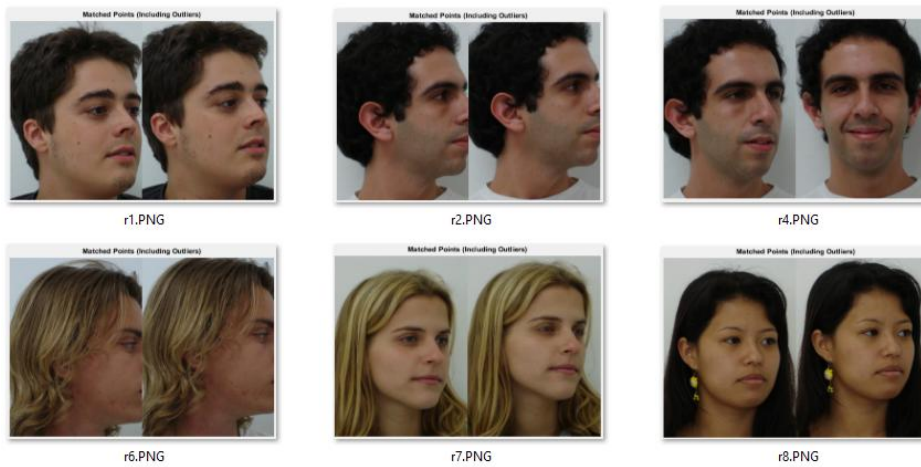 Matched Points (Including Outliers)
Matched Points (Including Outliers)
Matched Points (Including Outliers)
r1.PNG
r2.PNG
r4.PNG
Matched Points (Including Outliers)
Matched Points (Including Outliers)
Matched Points (Including Outliers)
r6.PNG
r7.PNG
r8.PNG